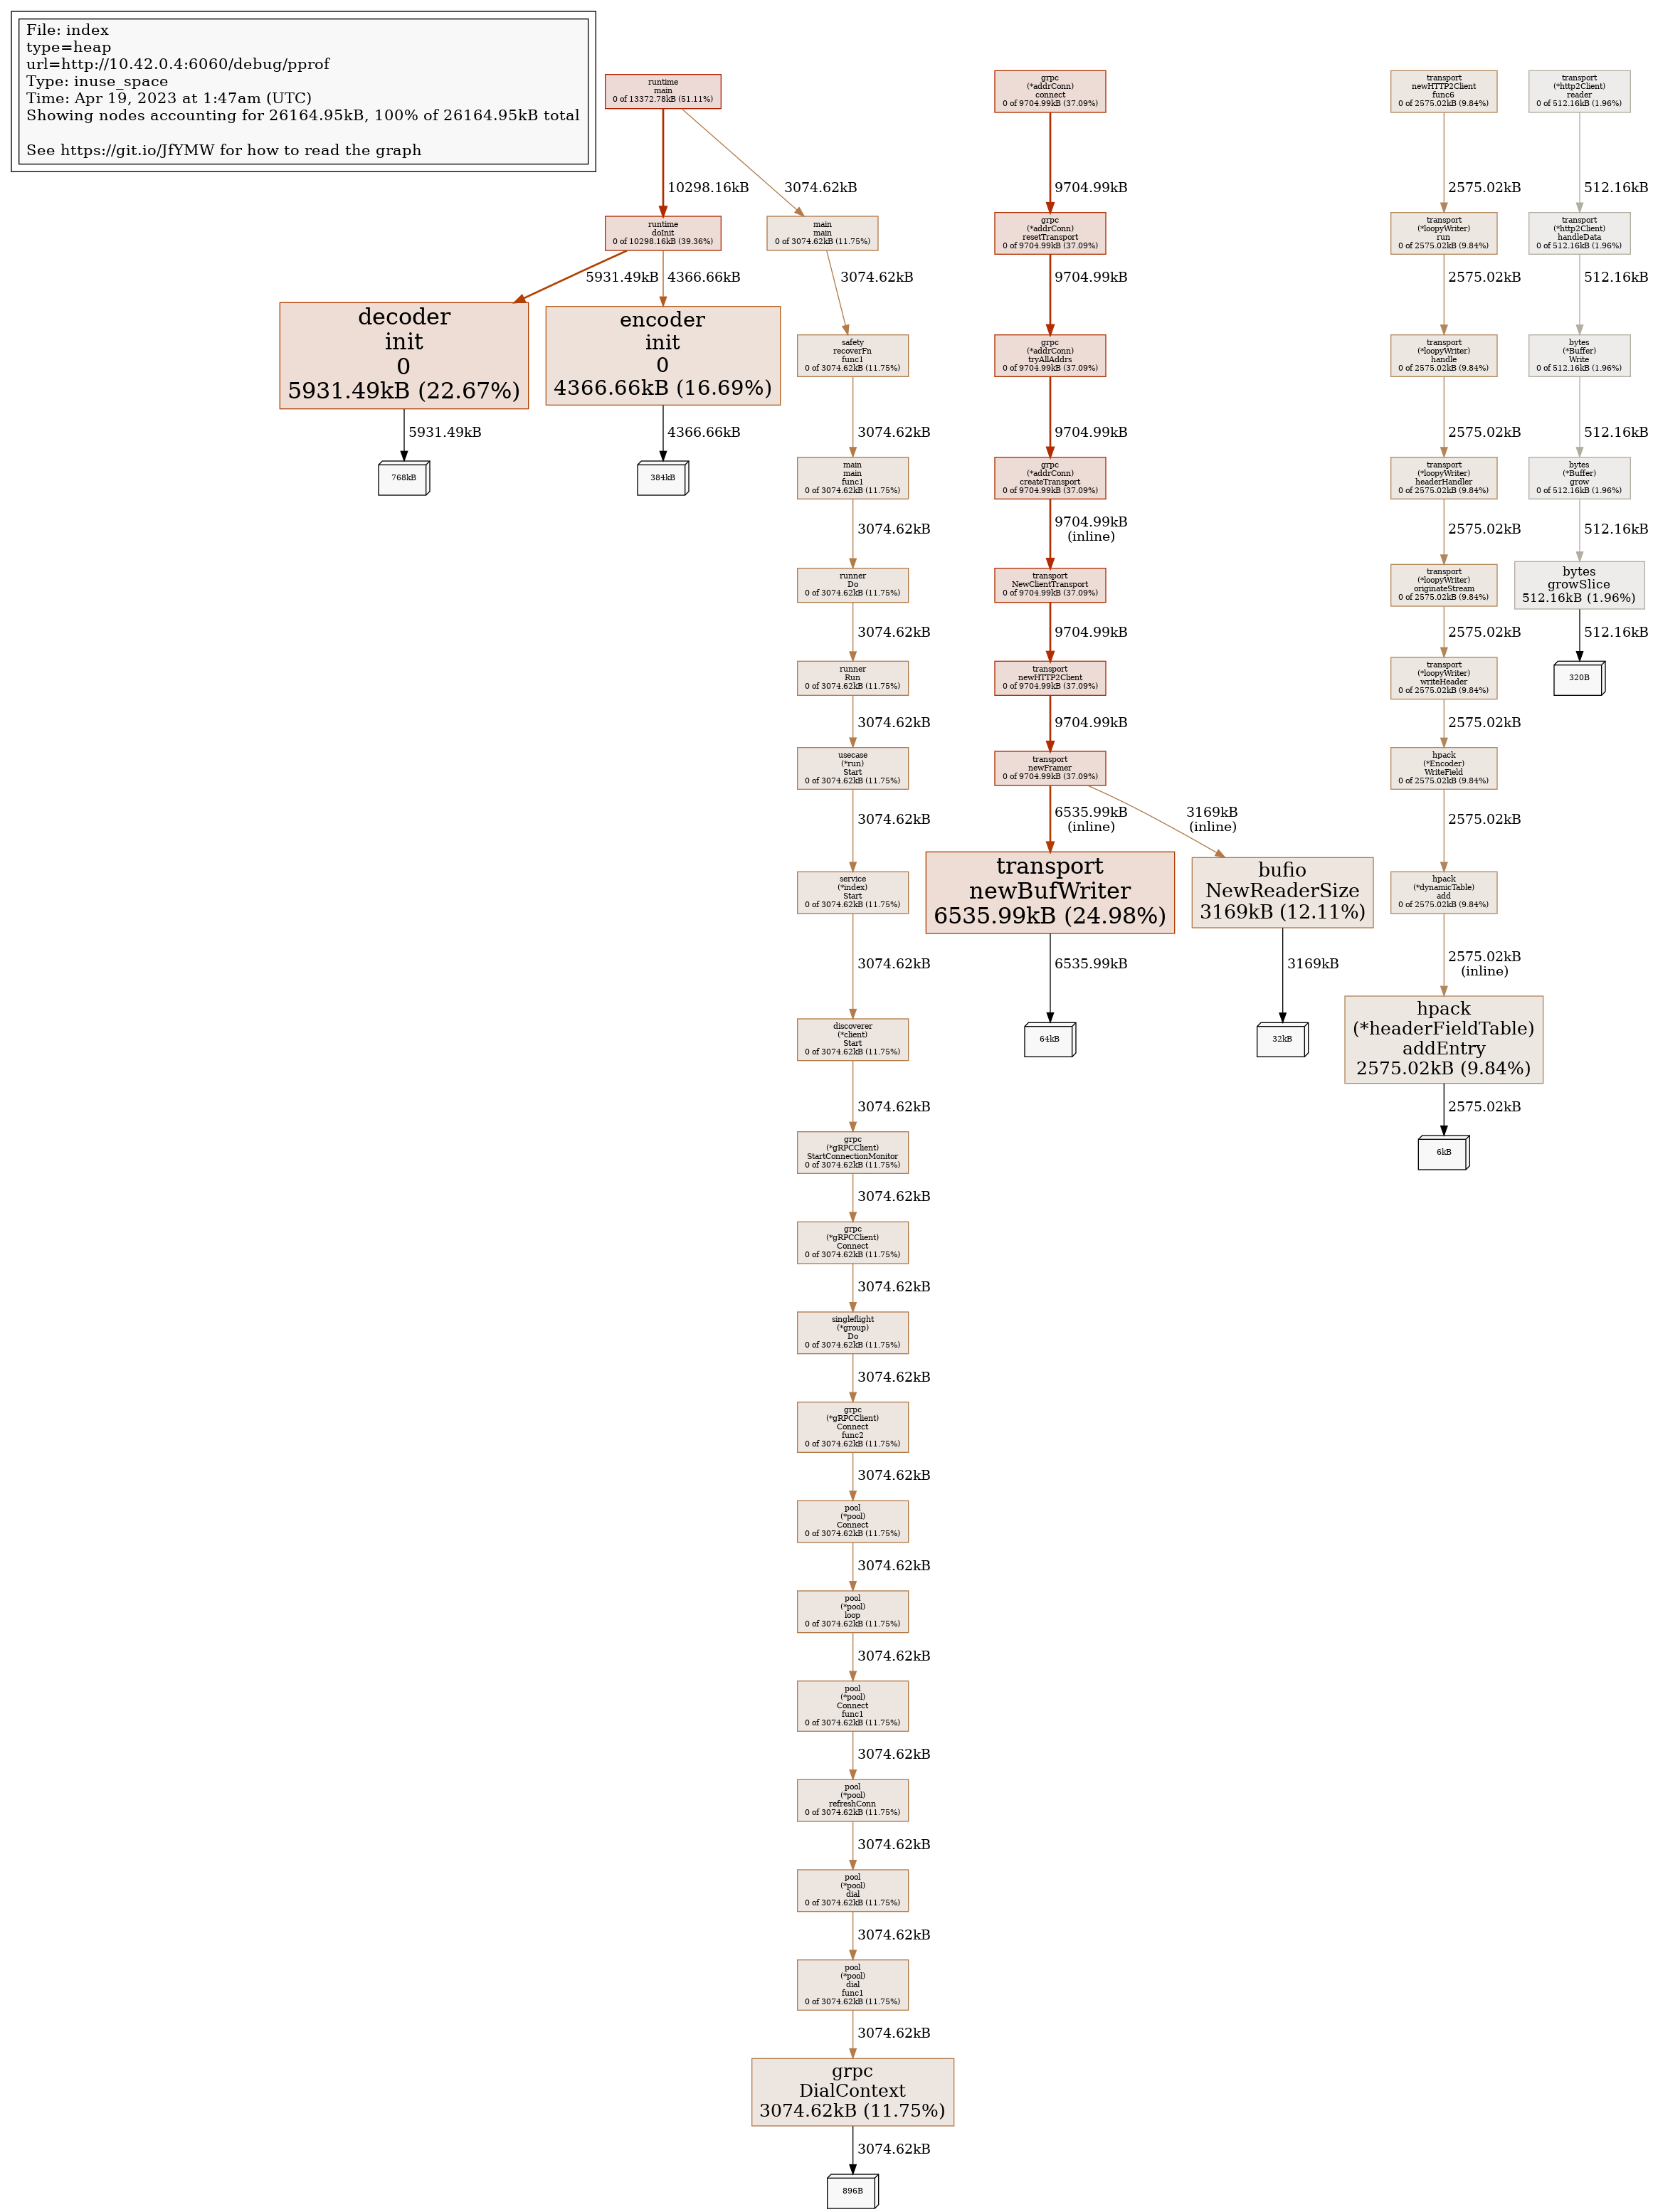 File: index
type=heap
url=http://10.42.0.4:6060/debug/pprof
Type: inuse_space
Time: Apr 19, 2023 at 1:47am (UTC)
Showing nodes accounting for 26164.95kB, 100% of 26164.95kB total
See https://git.io/JfYMW for how to read the graph
runtime
main
0 of 13372.78kB (51.11%)
10298.16kB
3074.62kB
runtime
doInit
0 of 10298.16kB (39.36%)
5931.49kB
4366.66kB
decoder
init
0
5931.49kB (22.67%)
5931.49kB
768kB
encoder
init
0
4366.66kB (16.69%)
4366.66kB
384kB
main
main
0 of 3074.62kB (11.75%)
3074.62kB
safety
recoverFn
func1
0 of 3074.62kB (11.75%)
3074.62kB
main
main
func1
0 of 3074.62kB (11.75%)
3074.62kB
runner
Do
0 of 3074.62kB (11.75%)
3074.62kB
runner
Run
0 of 3074.62kB (11.75%)
3074.62kB
usecase
(*run)
Start
0 of 3074.62kB (11.75%)
3074.62kB
service
(*index)
Start
0 of 3074.62kB (11.75%)
3074.62kB
discoverer
(*client)
Start
0 of 3074.62kB (11.75%)
3074.62kB
grpc
(*gRPCClient)
StartConnectionMonitor
0 of 3074.62kB (11.75%)
3074.62kB
grpc
(*gRPCClient)
Connect
0 of 3074.62kB (11.75%)
3074.62kB
singleflight
(*group)
Do
0 of 3074.62kB (11.75%)
3074.62kB
grpc
(*gRPCClient)
Connect
func2
0 of 3074.62kB (11.75%)
3074.62kB
pool
(*pool)
Connect
0 of 3074.62kB (11.75%)
3074.62kB
pool
(*pool)
loop
0 of 3074.62kB (11.75%)
3074.62kB
pool
(*pool)
Connect
func1
0 of 3074.62kB (11.75%)
3074.62kB
pool
(*pool)
refreshConn
0 of 3074.62kB (11.75%)
3074.62kB
pool
(*pool)
dial
0 of 3074.62kB (11.75%)
3074.62kB
pool
(*pool)
dial
func1
0 of 3074.62kB (11.75%)
3074.62kB
grpc
DialContext
3074.62kB (11.75%)
3074.62kB
896B
grpc
(*addrConn)
connect
0 of 9704.99kB (37.09%)
9704.99kB
grpc
(*addrConn)
resetTransport
0 of 9704.99kB (37.09%)
9704.99kB
grpc
(*addrConn)
tryAllAddrs
0 of 9704.99kB (37.09%)
9704.99kB
grpc
(*addrConn)
createTransport
0 of 9704.99kB (37.09%)
9704.99kB
(inline)
transport
NewClientTransport
0 of 9704.99kB (37.09%)
9704.99kB
transport
newHTTP2Client
0 of 9704.99kB (37.09%)
9704.99kB
transport
newFramer
0 of 9704.99kB (37.09%)
6535.99kB
(inline)
3169kB
(inline)
transport
newBufWriter
6535.99kB (24.98%)
6535.99kB
64kB
bufio
NewReaderSize
3169kB (12.11%)
3169kB
32kB
transport
newHTTP2Client
func6
0 of 2575.02kB (9.84%)
2575.02kB
transport
(*loopyWriter)
run
0 of 2575.02kB (9.84%)
2575.02kB
transport
(*loopyWriter)
handle
0 of 2575.02kB (9.84%)
2575.02kB
transport
(*loopyWriter)
headerHandler
0 of 2575.02kB (9.84%)
2575.02kB
transport
(*loopyWriter)
originateStream
0 of 2575.02kB (9.84%)
2575.02kB
transport
(*loopyWriter)
writeHeader
0 of 2575.02kB (9.84%)
2575.02kB
hpack
(*Encoder)
WriteField
0 of 2575.02kB (9.84%)
2575.02kB
hpack
(*dynamicTable)
add
0 of 2575.02kB (9.84%)
2575.02kB
(inline)
hpack
(*headerFieldTable)
addEntry
2575.02kB (9.84%)
2575.02kB
6kB
transport
(*http2Client)
reader
0 of 512.16kB (1.96%)
512.16kB
transport
(*http2Client)
handleData
0 of 512.16kB (1.96%)
512.16kB
bytes
(*Buffer)
Write
0 of 512.16kB (1.96%)
512.16kB
bytes
(*Buffer)
grow
0 of 512.16kB (1.96%)
512.16kB
bytes
growSlice
512.16kB (1.96%)
512.16kB
320B